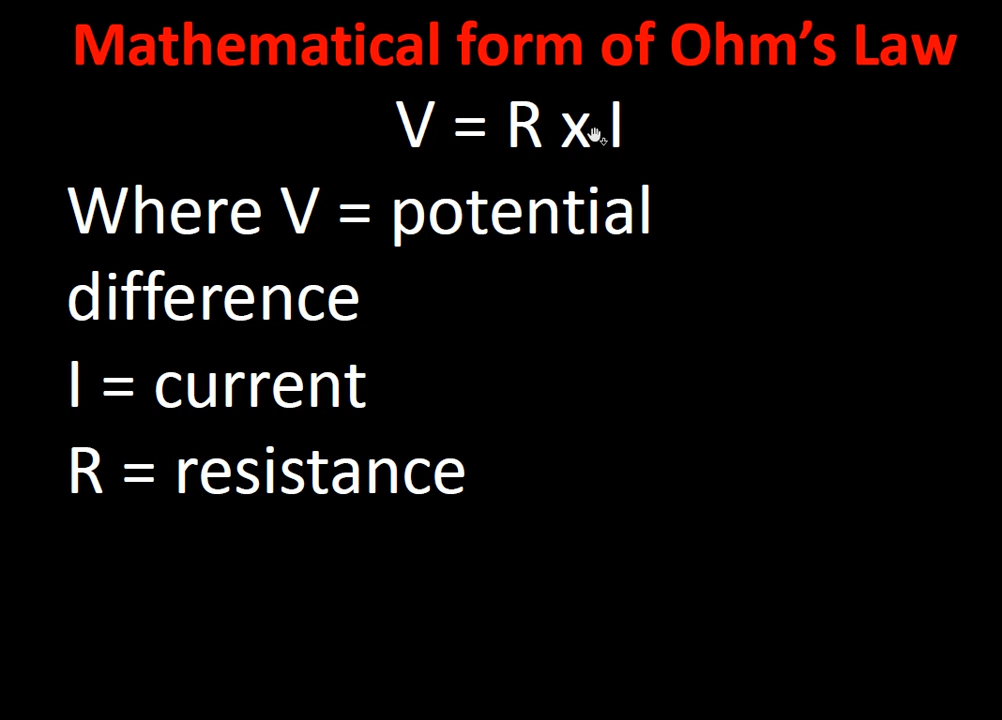 Mathematical form of Ohm’s Law
V = R x I
Where V = potential
difference
I = current
R = resistance